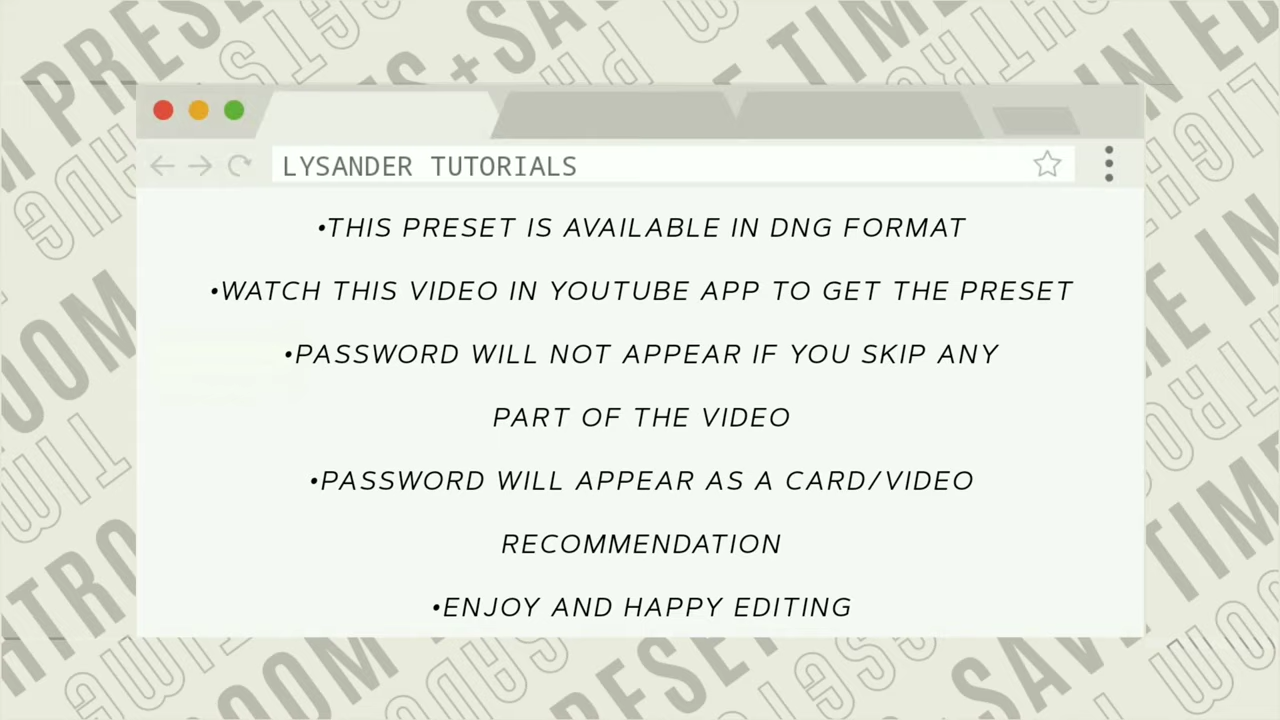 LYSANDER TUTORIALS
•THIS PRESET IS AVAILABLE IN DNG FORMAT
•WATCH THIS VIDEO IN YOUTUBE APP TO GET THE PRESET
•PASSWORD WILL NOT APPEAR IF YOU SKIP ANY
PART OF THE VIDEO
•PASSWORD WILL APPEAR AS A CARD/VIDEO
RECOMMENDATION
•ENJOY AND HAPPY EDITING